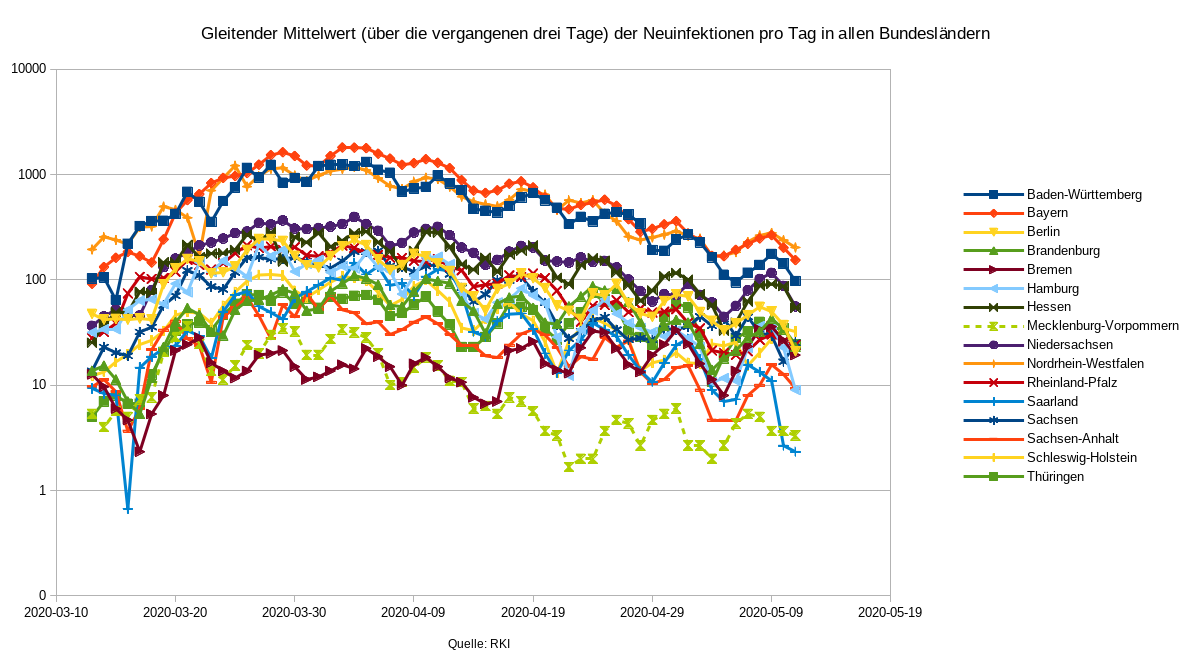 Gleitender Mittelwert (über die vergangenen drei Tage) der Neuinfektionen pro Tag in allen Bundesländern
10000
1000
100
10
1
0
2020-03-10 2020-03-20 2020-03-30 2020-04-09 2020-04-19 2020-04-29 2020-05-09 2020-05-19
Quelle: RKI
Baden-Württemberg
Bayern
Berlin
Brandenburg
Bremen
Hamburg
Hessen
Mecklenburg-Vorpommern
Niedersachsen
Nordrhein-Westfalen
Rheinland-Pfalz
Saarland
Sachsen
Sachsen-Anhalt
Schleswig-Holstein
Thüringen